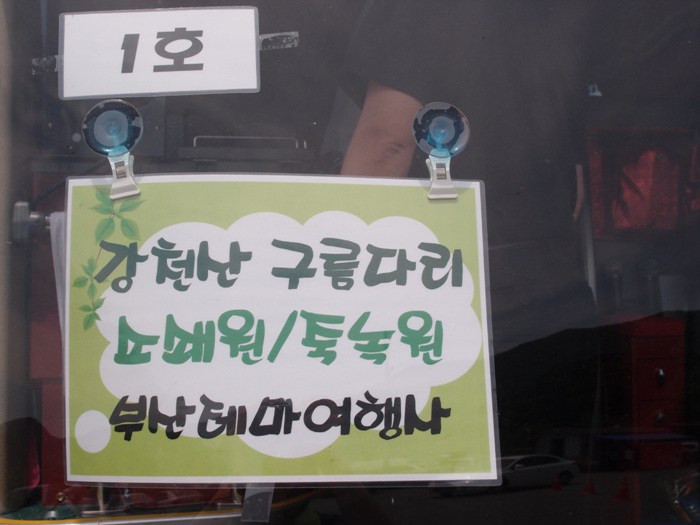 1호
강천산 구름다리
소쇄원/죽녹원
부산테마여행사